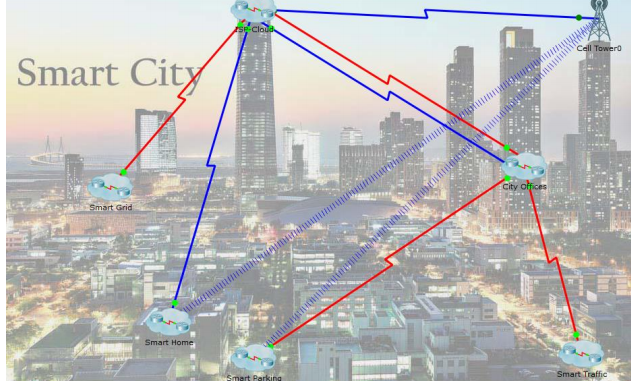 ISP-Cloud
Cell Tower0
Smart City
City Offices
Smart Grid
Smart Home
Smart Parking
Smart Traffic